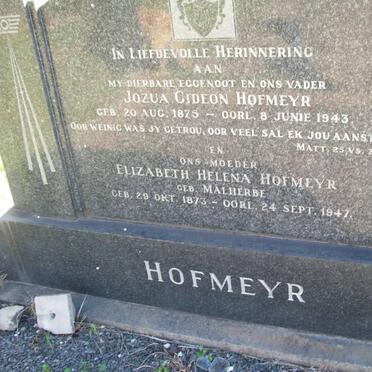 IN LIEFDEVOLLE HERINNERING
AAN
MY DIERBARE EGGENOOT EN ONS VADER
JOZUA GIDEON HOFMEYR
GEB. 20 AUG. 1875 — OORL. 8 JUNIE 1943
OOR WEINIG WAS JY GETROU, OOR VEEL SAL EK JOU
MATT. 25, VS.
EN
ONS MOEDER
ELIZABETH HELENA HOFMEYR
GEB. MALHERBE
GEB. 29 OKT. 1873 — OORL. 24 SEPT. 1947.
HOFMEYR